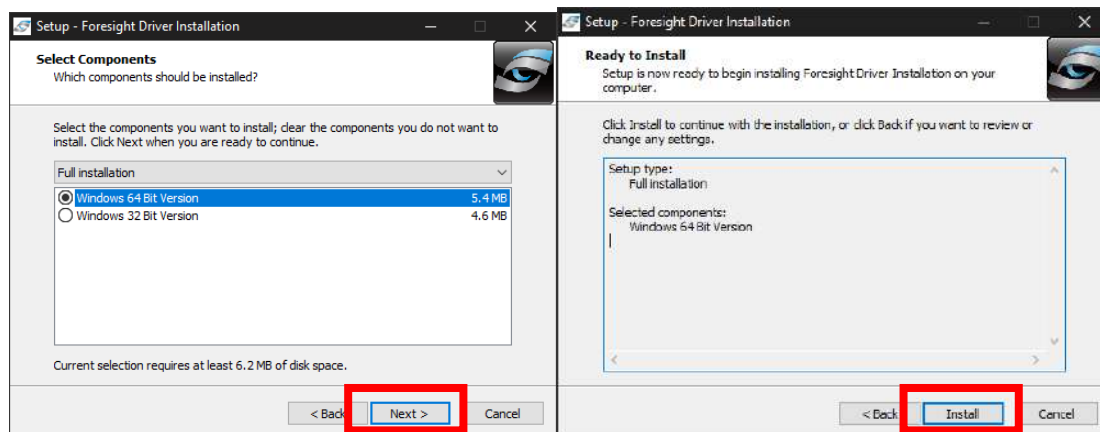 Setup - Foresight Driver Installation
Select Components
Which components should be installed?
Select the components you want to install; clear the components you do not want to
install. Click Next when you are ready to continue.
Full installation
Windows 64 Bit Version 5.4 MB
Windows 32 Bit Version 4.6 MB
Current selection requires at least 6.2 MB of disk space.
< Back Next > Cancel
Setup - Foresight Driver Installation
Ready to Install
Setup is now ready to begin installing Foresight Driver Installation on your
computer.
Click Install to continue with the installation, or click Back if you want to review or
change any settings.
Setup type:
Full installation
Selected components:
Windows 64 Bit Version
< Back Install Cancel